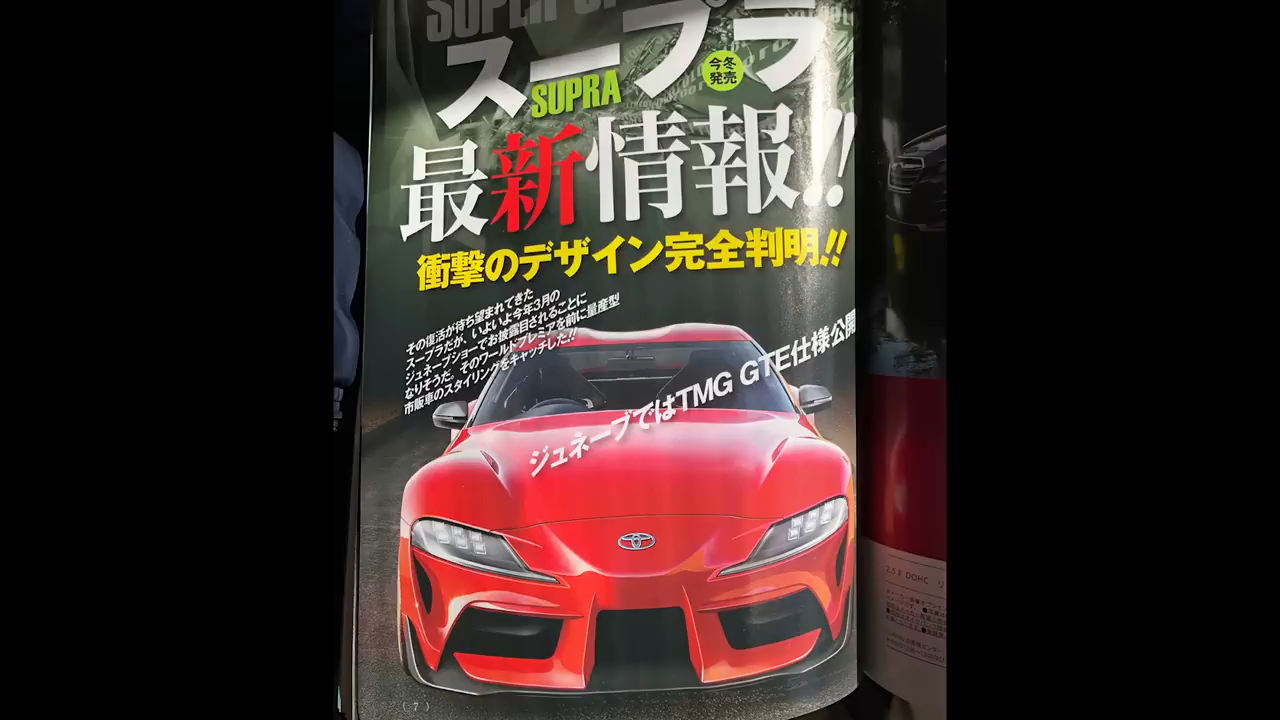 スープラ
今冬
発売
SUPRA
最新情報!!
衝撃のデザイン完全判明!!
その復活が待ち望まれてきた
スープラだが、いよいよ今年3月の
ジュネーブショーでお披露目されることに
なりそうだ。そのワールドプレミアを前に量産型
市販車のスタイリングをキャッチした!!
ジュネーブではTMG GTE仕様公開
(7)
2.5ℓ DOHC